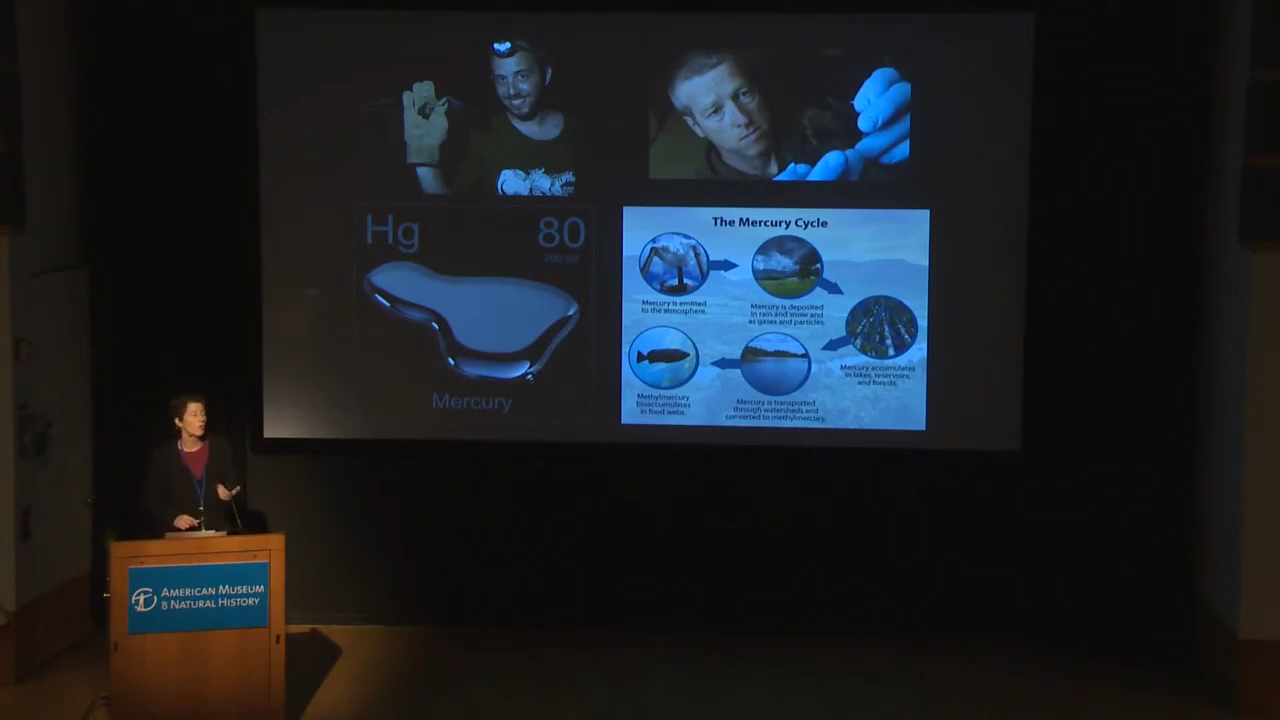 Hg 80
200.59
Mercury
The Mercury Cycle
Mercury is emitted
to the atmosphere.
Mercury is deposited
in rain and snow and
as gases and particles.
Mercury accumulates
in lakes, reservoirs,
and forests.
Mercury is transported
through watersheds and
converted to methylmercury.
Methylmercury
bioaccumulates
in food webs.
AMERICAN MUSEUM
& NATURAL HISTORY